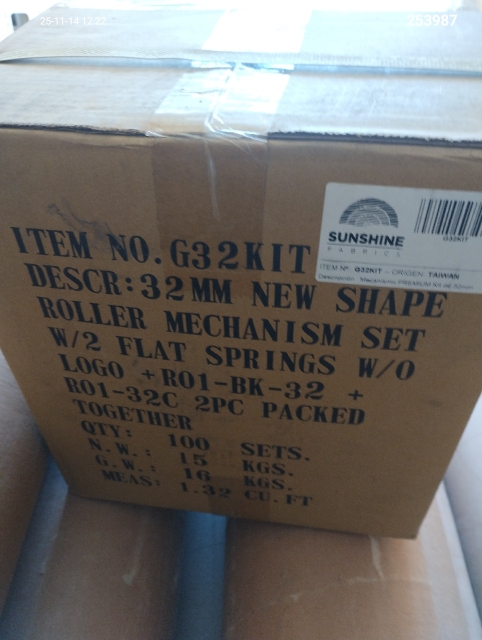 25-11-14 12:22
253987
SUNSHINE
FABRICS
G32KIT
ITEM Nº: G32KIT - ORIGEN: TAIWAN
ITEM NO. G32KIT
DESCR: 32MM NEW SHAPE
ROLLER MECHANISM SET
W/2 FLAT SPRINGS W/O
LOGO +R01-BK-32 +
R01-32C 2PC PACKED
TOGETHER
QTY: 100 SETS.
N.W.: 15 KGS.
G.W.: 16 KGS.
MEAS: 1.32 CU.FT